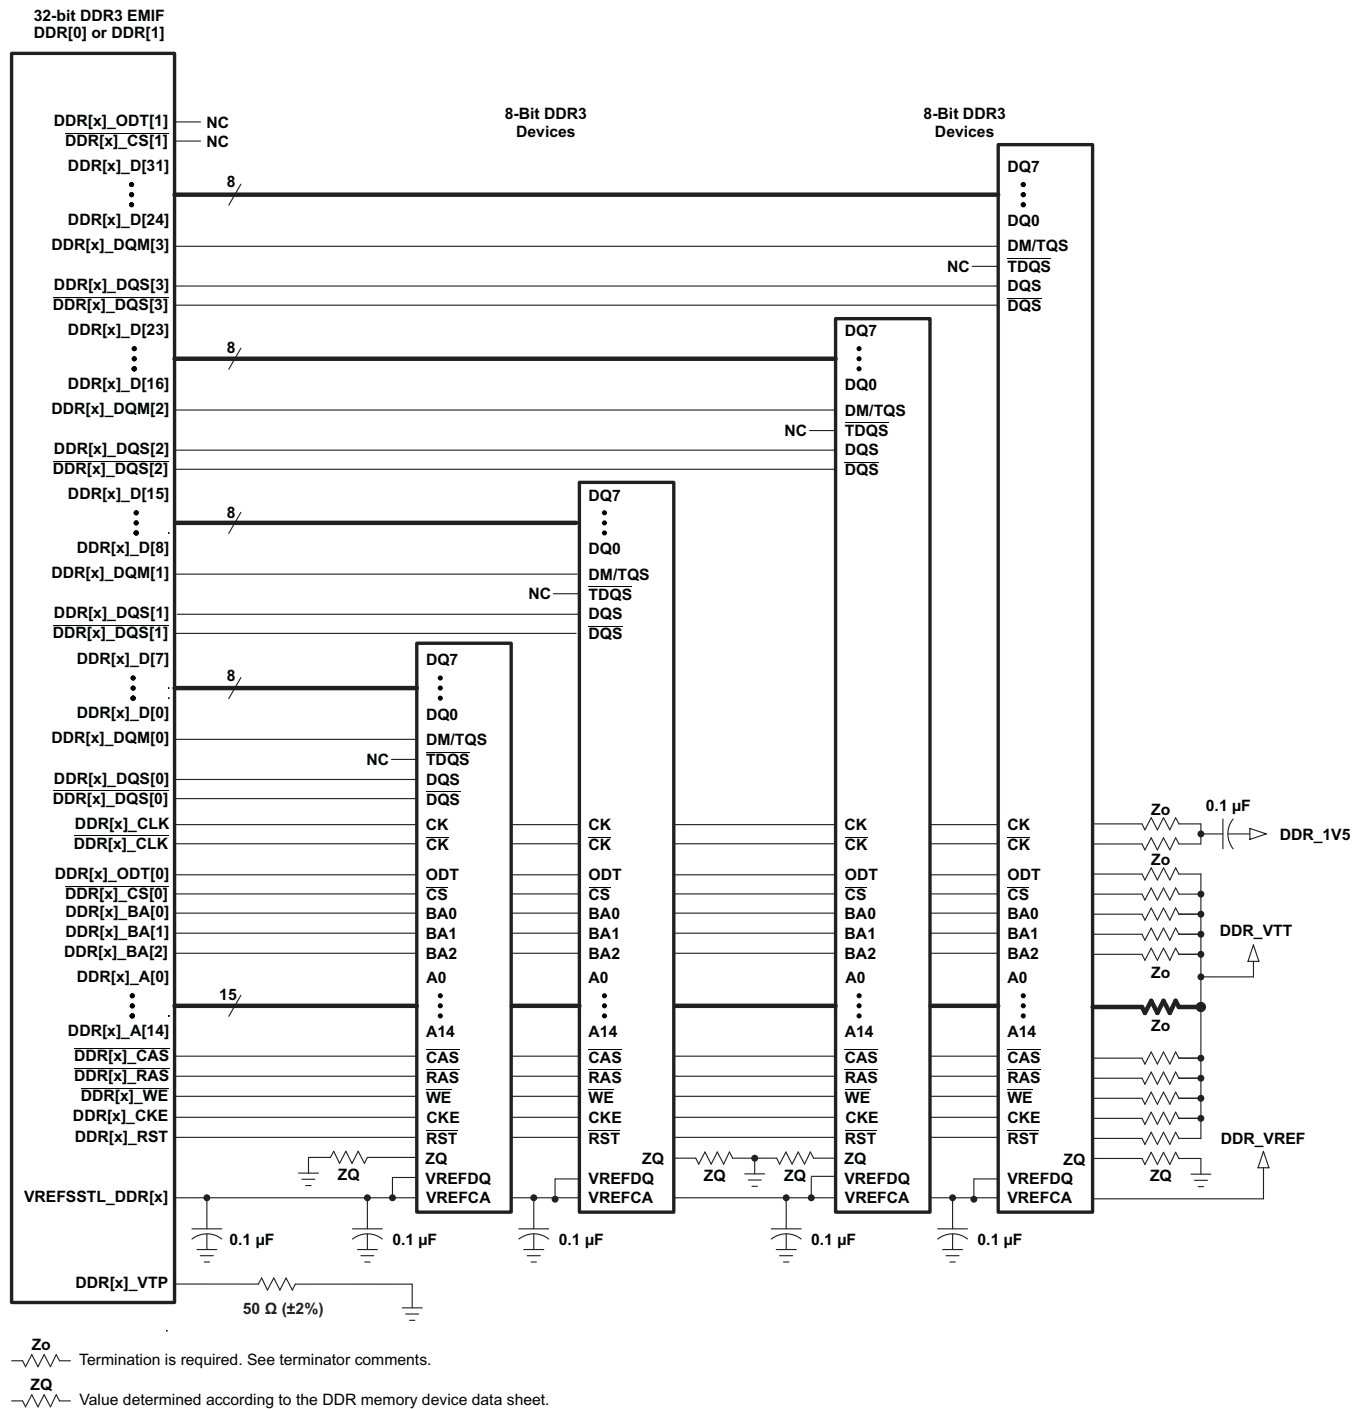 32-bit DDR3 EMIF
DDR[0] or DDR[1]
8-Bit DDR3
Devices
8-Bit DDR3
Devices
DDR[x]_ODT[1] NC
DDR[x]_CS[1] NC
DDR[x]_D[31] DQ7
8
DDR[x]_D[24] DQ0
DDR[x]_DQM[3] DM/TQS
NC TDQS
DDR[x]_DQS[3] DQS
DDR[x]_DQS[3] DQS
DDR[x]_D[23] DQ7
8
DDR[x]_D[16] DQ0
DDR[x]_DQM[2] DM/TQS
NC TDQS
DDR[x]_DQS[2] DQS
DDR[x]_DQS[2] DQS
DDR[x]_D[15] DQ7
8
DDR[x]_D[8] DQ0
DDR[x]_DQM[1] DM/TQS
NC TDQS
DDR[x]_DQS[1] DQS
DDR[x]_DQS[1] DQS
DDR[x]_D[7] DQ7
8
DDR[x]_D[0] DQ0
DDR[x]_DQM[0] DM/TQS
NC TDQS
DDR[x]_DQS[0] DQS
DDR[x]_DQS[0] DQS
Zo 0.1 µF
DDR[x]_CLK CK CK CK CK
DDR_1V5
DDR[x]_CLK CK CK CK CK
Zo
DDR[x]_ODT[0] ODT ODT ODT ODT
DDR[x]_CS[0] CS CS CS CS
DDR[x]_BA[0] BA0 BA0 BA0 BA0
DDR[x]_BA[1] BA1 BA1 BA1 BA1 DDR_VTT
DDR[x]_BA[2] BA2 BA2 BA2 BA2
DDR[x]_A[0] A0 A0 A0 A0 Zo
15
DDR[x]_A[14] A14 A14 A14 A14 Zo
DDR[x]_CAS CAS CAS CAS CAS
DDR[x]_RAS RAS RAS RAS RAS
DDR[x]_WE WE WE WE WE
DDR[x]_CKE CKE CKE CKE CKE
DDR[x]_RST RST RST RST RST DDR_VREF
ZQ ZQ ZQ ZQ
ZQ ZQ ZQ ZQ
VREFDQ VREFDQ VREFDQ VREFDQ
VREFSSTL_DDR[x] VREFCA VREFCA VREFCA VREFCA
0.1 µF 0.1 µF 0.1 µF 0.1 µF 0.1 µF
DDR[x]_VTP
50 Ω (±2%)
Zo
Termination is required. See terminator comments.
ZQ
Value determined according to the DDR memory device data sheet.